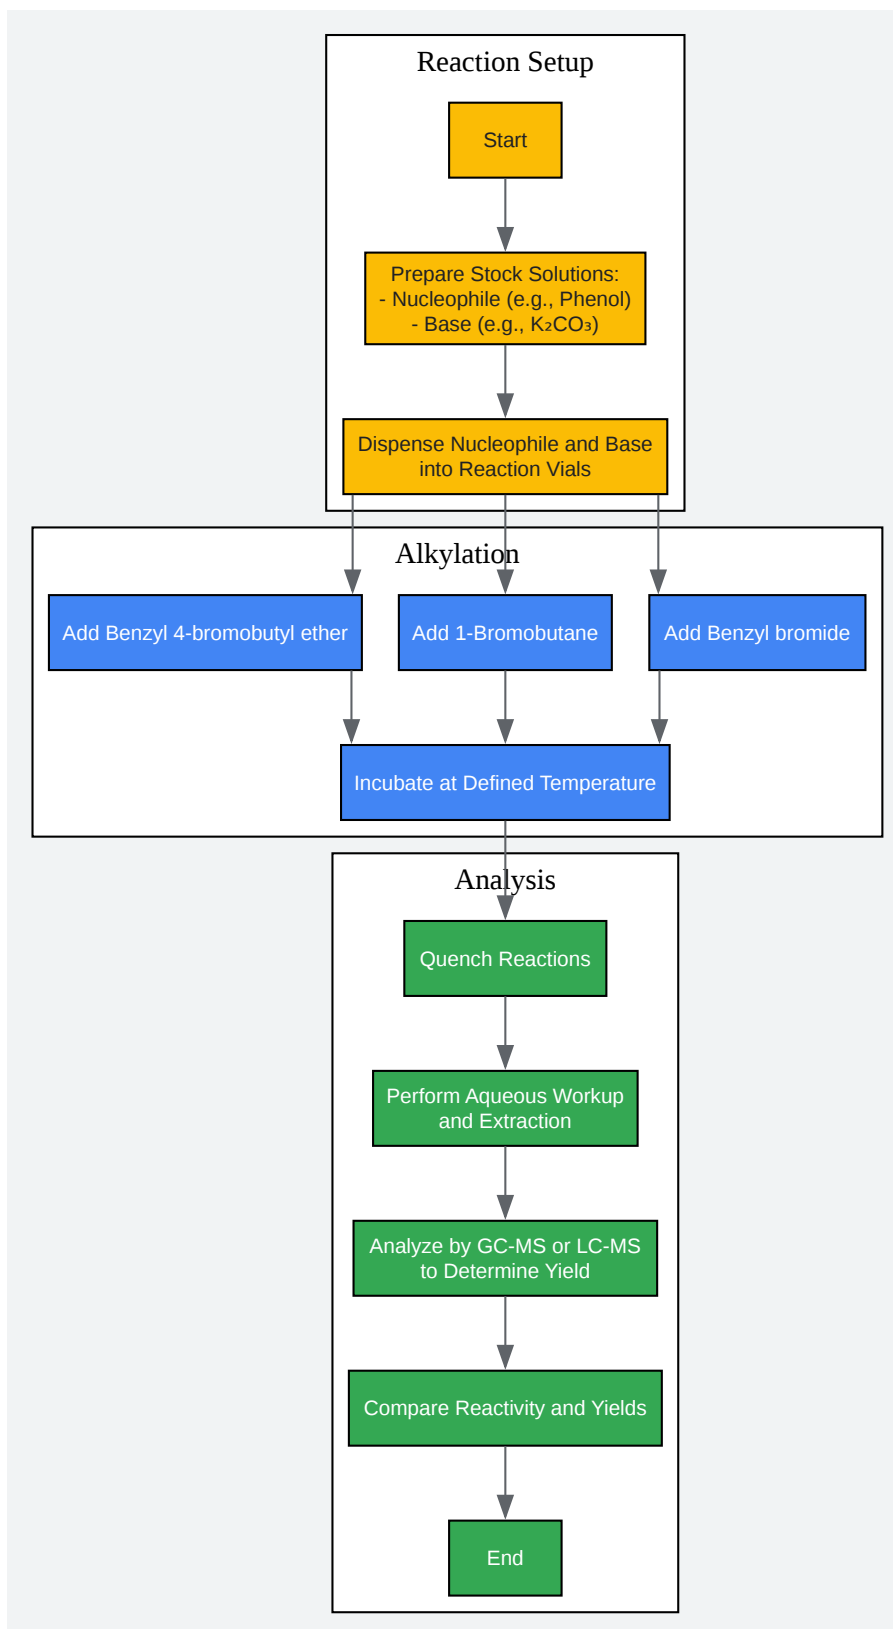 Reaction Setup
Start
Prepare Stock Solutions:
- Nucleophile (e.g., Phenol)
- Base (e.g., K₂CO₃)
Dispense Nucleophile and Base
into Reaction Vials
Alkylation
Add Benzyl 4-bromobutyl ether
Add 1-Bromobutane
Add Benzyl bromide
Incubate at Defined Temperature
Analysis
Quench Reactions
Perform Aqueous Workup
and Extraction
Analyze by GC-MS or LC-MS
to Determine Yield
Compare Reactivity and Yields
End